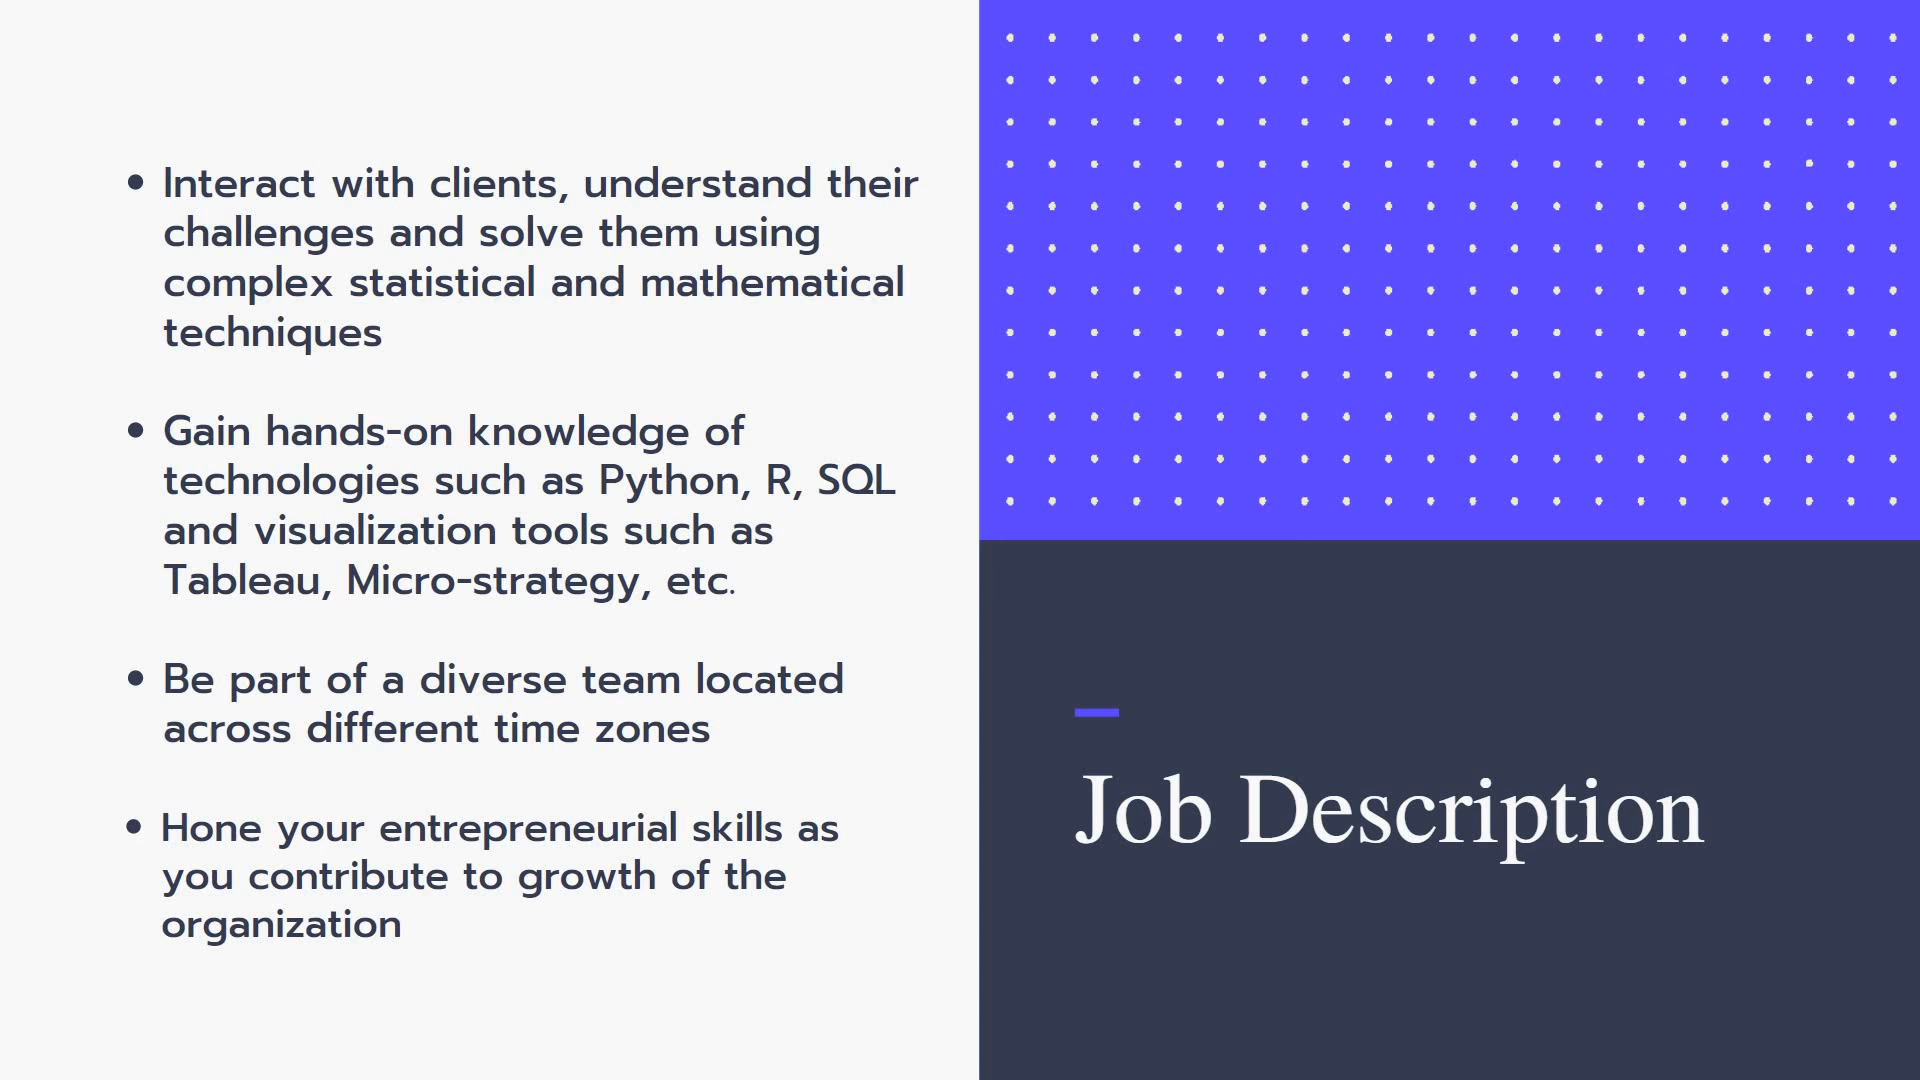 • Interact with clients, understand their
challenges and solve them using
complex statistical and mathematical
techniques
• Gain hands-on knowledge of
technologies such as Python, R, SQL
and visualization tools such as
Tableau, Micro-strategy, etc.
• Be part of a diverse team located
across different time zones
• Hone your entrepreneurial skills as
you contribute to growth of the
organization
Job Description